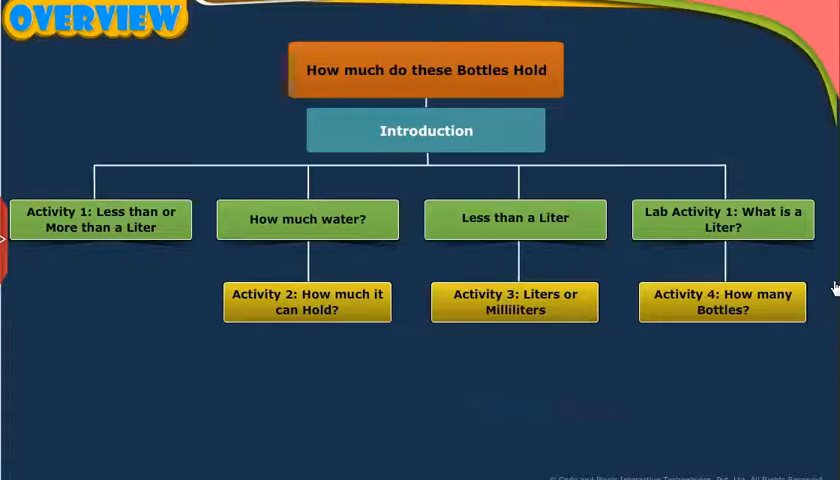 OVERVIEW
How much do these Bottles Hold
Introduction
Activity 1: Less than or
More than a Liter
How much water?
Less than a Liter
Lab Activity 1: What is a
Liter?
Activity 2: How much it
can Hold?
Activity 3: Liters or
Milliliters
Activity 4: How many
Bottles?